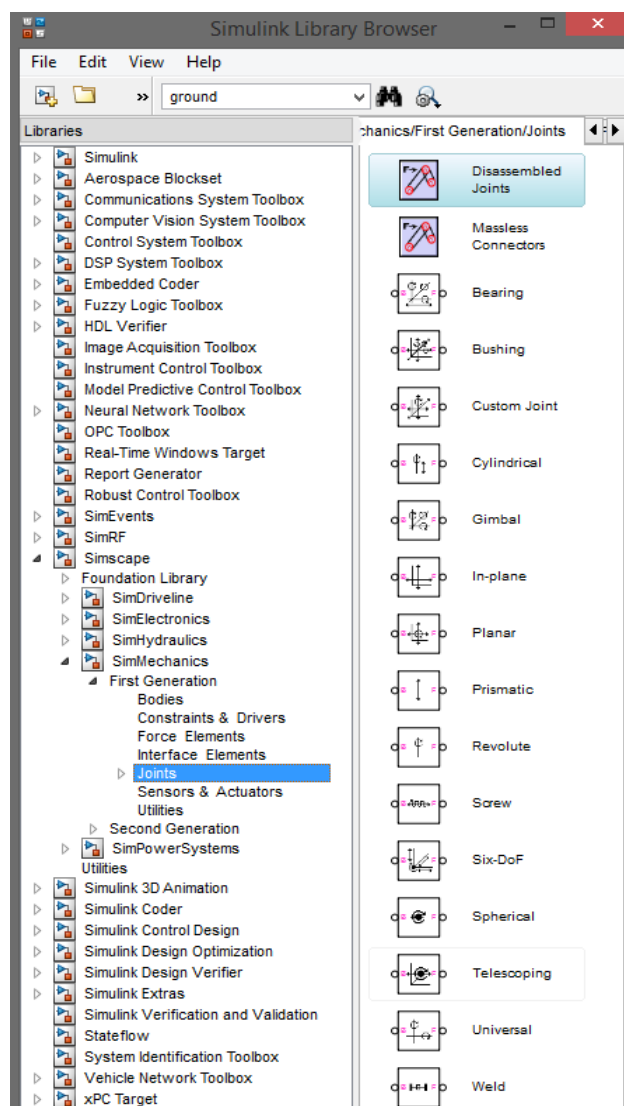 Simulink Library Browser
File Edit View Help
» ground
Libraries
Simulink
Aerospace Blockset
Communications System Toolbox
Computer Vision System Toolbox
Control System Toolbox
DSP System Toolbox
Embedded Coder
Fuzzy Logic Toolbox
HDL Verifier
Image Acquisition Toolbox
Instrument Control Toolbox
Model Predictive Control Toolbox
Neural Network Toolbox
OPC Toolbox
Real-Time Windows Target
Report Generator
Robust Control Toolbox
SimEvents
SimRF
Simscape
Foundation Library
SimDriveline
SimElectronics
SimHydraulics
SimMechanics
First Generation
Bodies
Constraints & Drivers
Force Elements
Interface Elements
Joints
Sensors & Actuators
Utilities
Second Generation
SimPowerSystems
Utilities
Simulink 3D Animation
Simulink Coder
Simulink Control Design
Simulink Design Optimization
Simulink Design Verifier
Simulink Extras
Simulink Verification and Validation
Stateflow
System Identification Toolbox
Vehicle Network Toolbox
xPC Target
chanics/First Generation/Joints
Disassembled
Joints
Massless
Connectors
Bearing
Bushing
Custom Joint
Cylindrical
Gimbal
In-plane
Planar
Prismatic
Revolute
Screw
Six-DoF
Spherical
Telescoping
Universal
Weld